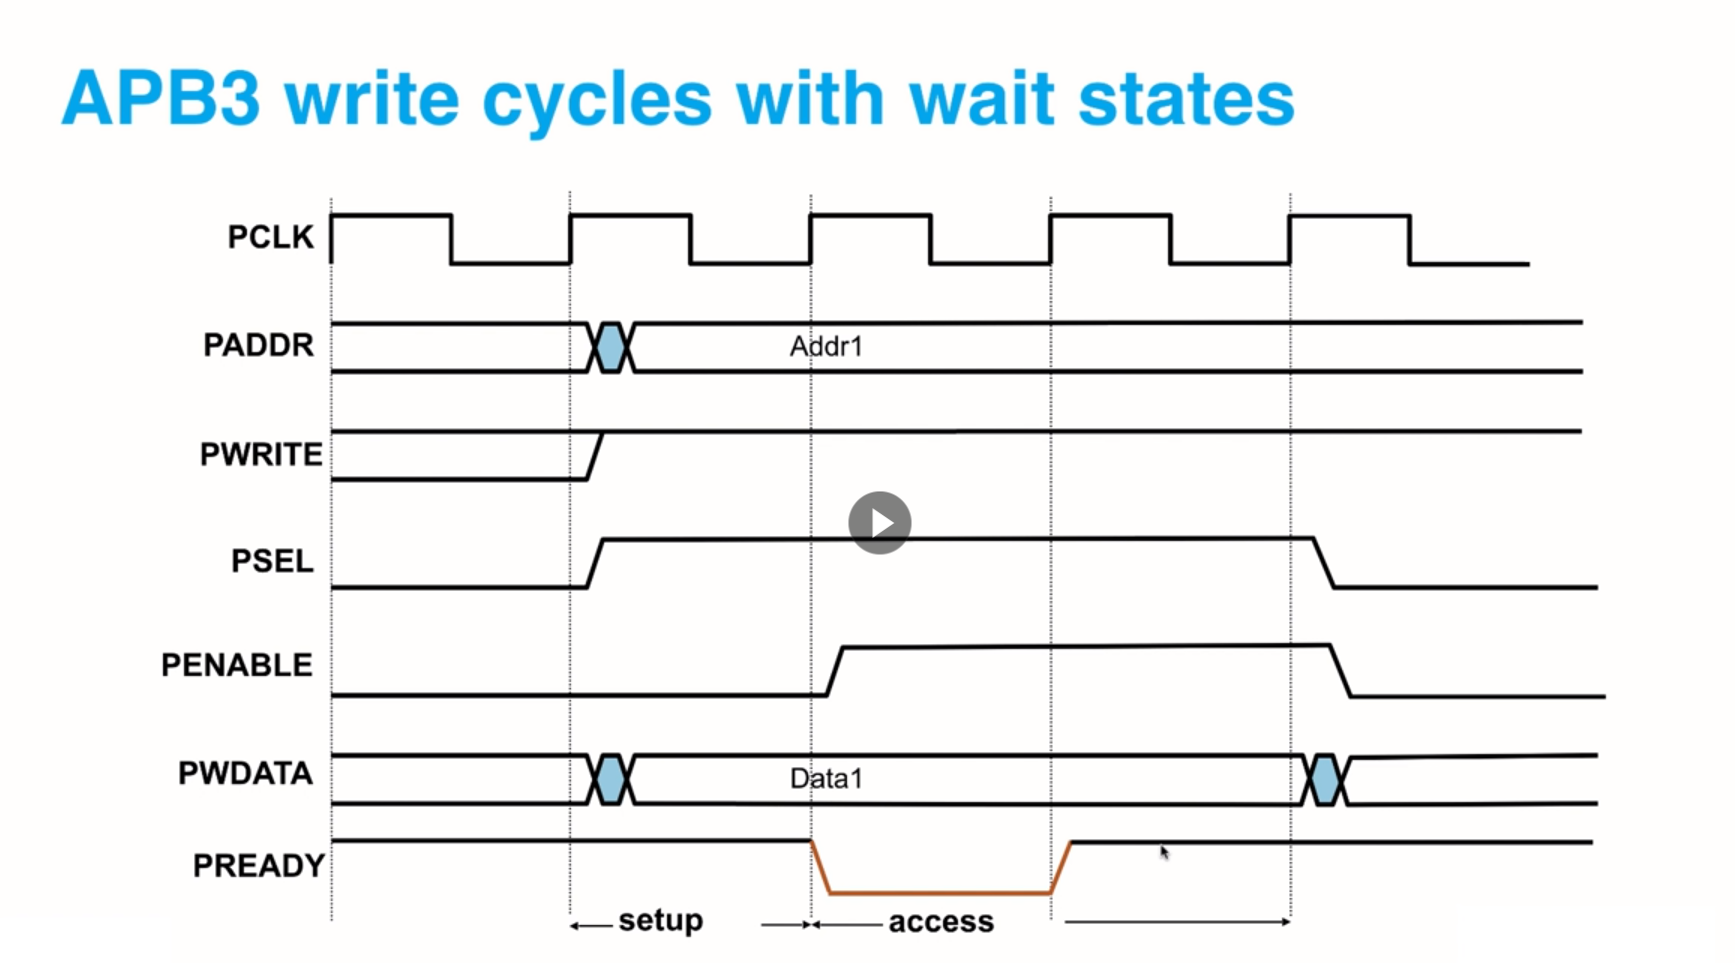 APB3 write cycles with wait states
PCLK
PADDR
Addr1
PWRITE
PSEL
PENABLE
PWDATA
Data1
PREADY
setup
access